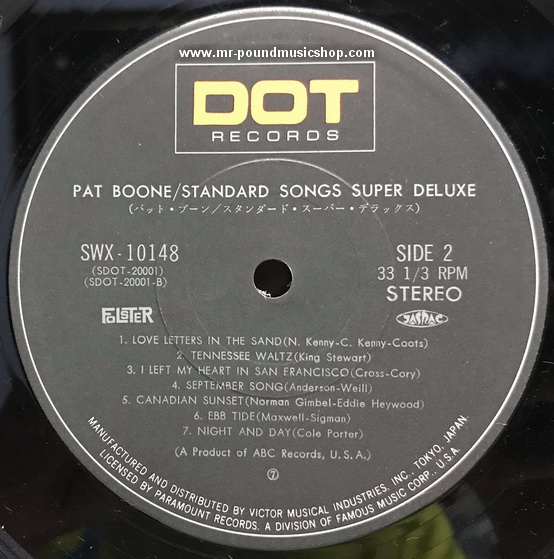 www.mr-poundmusicshop.com
DOT
RECORDS
PAT BOONE/STANDARD SONGS SUPER DELUXE
(パット・ブーン/スタンダード・スーパー・デラックス)
SWX-10148
(SDOT-20001)
(SDOT-20001-B)
SIDE 2
33 1/3 RPM
STEREO
FOLSTER
JASRAC
1. LOVE LETTERS IN THE SAND(N. Kenny-C. Kenny-Coots)
2. TENNESSEE WALTZ(King Stewart)
3. I LEFT MY HEART IN SAN FRANCISCO(Cross-Cory)
4. SEPTEMBER SONG(Anderson-Weill)
5. CANADIAN SUNSET(Norman Gimbel-Eddie Heywood)
6. EBB TIDE(Maxwell-Sigman)
7. NIGHT AND DAY(Cole Porter)
(A Product of ABC Records, U.S.A.)
⑦
MANUFACTURED AND DISTRIBUTED BY VICTOR MUSICAL INDUSTRIES, INC., TOKYO, JAPAN.
LICENSED BY PARAMOUNT RECORDS. A DIVISION OF FAMOUS MUSIC CORP. U.S.A.